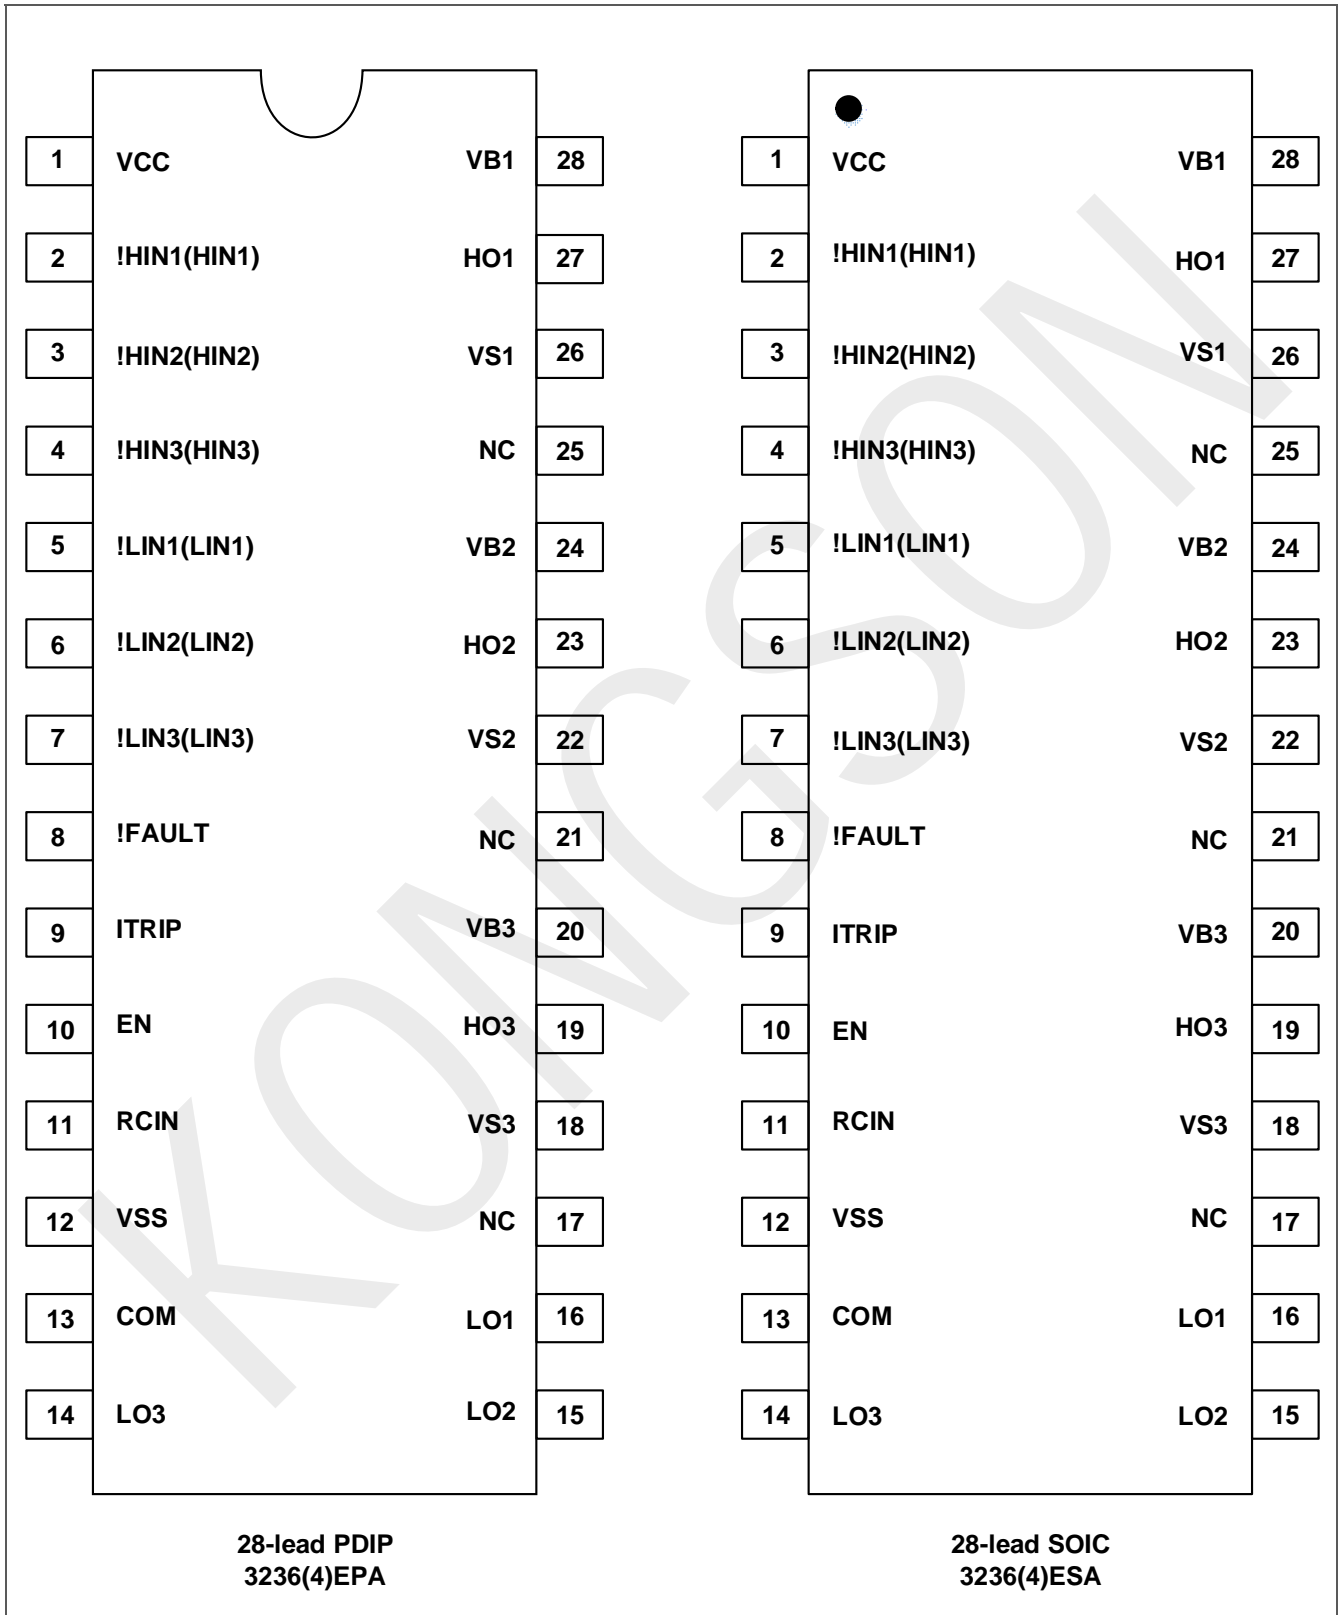 1 VCC VB1 28
2 !HIN1(HIN1) HO1 27
3 !HIN2(HIN2) VS1 26
4 !HIN3(HIN3) NC 25
5 !LIN1(LIN1) VB2 24
6 !LIN2(LIN2) HO2 23
7 !LIN3(LIN3) VS2 22
8 !FAULT NC 21
9 ITRIP VB3 20
10 EN HO3 19
11 RCIN VS3 18
12 VSS NC 17
13 COM LO1 16
14 LO3 LO2 15
28-lead PDIP
3236(4)EPA
1 VCC VB1 28
2 !HIN1(HIN1) HO1 27
3 !HIN2(HIN2) VS1 26
4 !HIN3(HIN3) NC 25
5 !LIN1(LIN1) VB2 24
6 !LIN2(LIN2) HO2 23
7 !LIN3(LIN3) VS2 22
8 !FAULT NC 21
9 ITRIP VB3 20
10 EN HO3 19
11 RCIN VS3 18
12 VSS NC 17
13 COM LO1 16
14 LO3 LO2 15
28-lead SOIC
3236(4)ESA
KONGSON